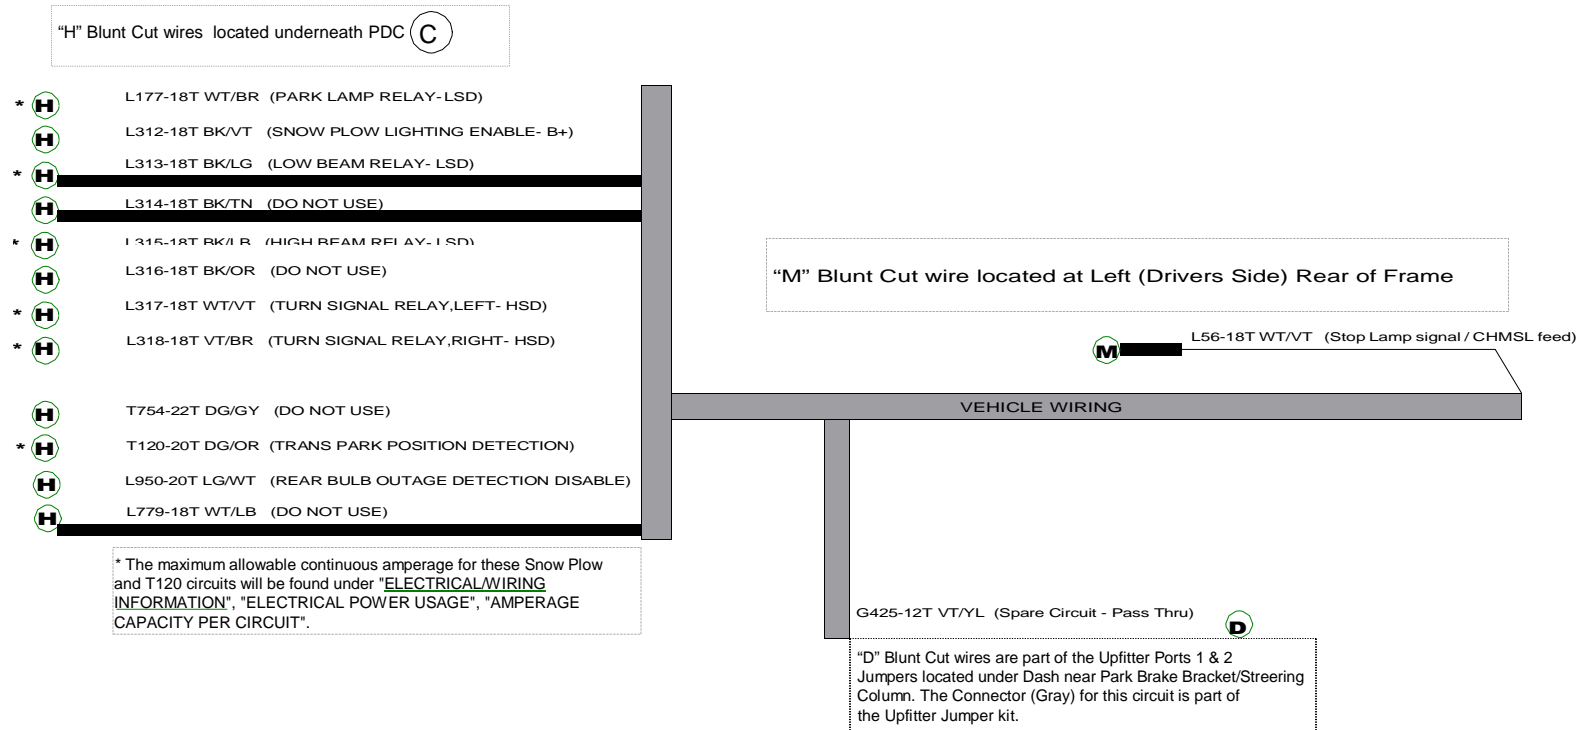 “H” Blunt Cut wires located underneath PDC C
* H L177-18T WT/BR (PARK LAMP RELAY-LSD)
H L312-18T BK/VT (SNOW PLOW LIGHTING ENABLE- B+)
* H L313-18T BK/LG (LOW BEAM RELAY- LSD)
H L314-18T BK/TN (DO NOT USE)
* H L315-18T BK/LB (HIGH BEAM RELAY- LSD)
H L316-18T BK/OR (DO NOT USE)
* H L317-18T WT/VT (TURN SIGNAL RELAY,LEFT- HSD)
* H L318-18T VT/BR (TURN SIGNAL RELAY,RIGHT- HSD)
H T754-22T DG/GY (DO NOT USE)
* H T120-20T DG/OR (TRANS PARK POSITION DETECTION)
H L950-20T LG/WT (REAR BULB OUTAGE DETECTION DISABLE)
H L779-18T WT/LB (DO NOT USE)
* The maximum allowable continuous amperage for these Snow Plow
and T120 circuits will be found under "ELECTRICAL/WIRING
INFORMATION", "ELECTRICAL POWER USAGE", "AMPERAGE
CAPACITY PER CIRCUIT".
“M” Blunt Cut wire located at Left (Drivers Side) Rear of Frame
M L56-18T WT/VT (Stop Lamp signal / CHMSL feed)
VEHICLE WIRING
G425-12T VT/YL (Spare Circuit - Pass Thru) D
“D” Blunt Cut wires are part of the Upfitter Ports 1 & 2
Jumpers located under Dash near Park Brake Bracket/Streering
Column. The Connector (Gray) for this circuit is part of
the Upfitter Jumper kit.